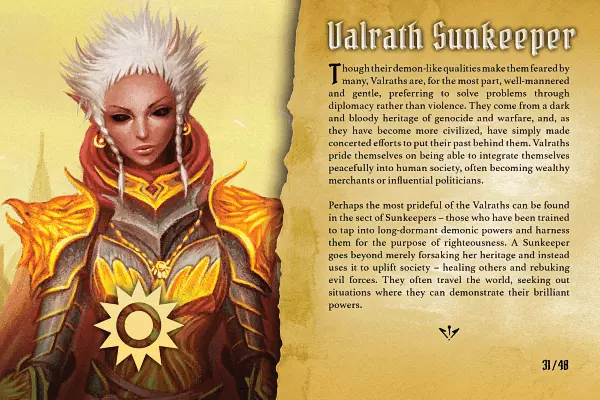 Valrath Sunkeeper
Though their demon-like qualities make them feared by
many, Valraths are, for the most part, well-mannered
and gentle, preferring to solve problems through
diplomacy rather than violence. They come from a dark
and bloody heritage of genocide and warfare, and, as
they have become more civilized, have simply made
concerted efforts to put their past behind them. Valraths
pride themselves on being able to integrate themselves
peacefully into human society, often becoming wealthy
merchants or influential politicians.
Perhaps the most prideful of the Valraths can be found
in the sect of Sunkeepers – those who have been trained
to tap into long-dormant demonic powers and harness
them for the purpose of righteousness. A Sunkeeper
goes beyond merely forsaking her heritage and instead
uses it to uplift society – healing others and rebuking
evil forces. They often travel the world, seeking out
situations where they can demonstrate their brilliant
powers.
31/48